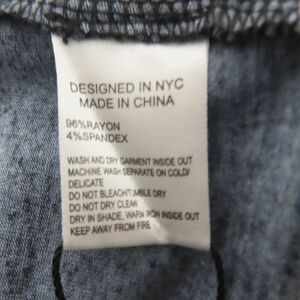 DESIGNED IN NYC
MADE IN CHINA
96%RAYON
4%SPANDEX
WASH AND DRY GARMENT INSIDE OUT
MACHINE WASH SEPARATE ON COLD/
DELICATE
DO NOT BLEACH/TUMBLE DRY
DO NOT DRY CLEAN
DRY IN SHADE, WARM IRON INSIDE OUT
KEEP AWAY FROM FIRE